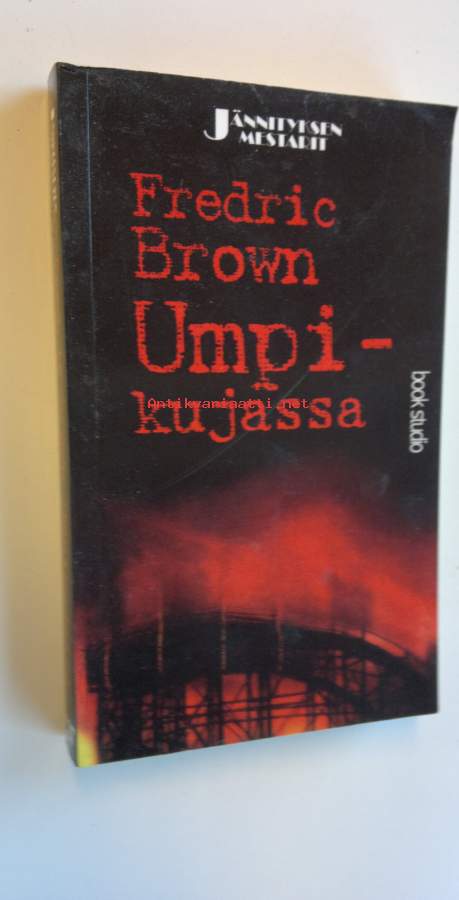 JÄNNITYKSEN
MESTARIT
Fredric
Brown
Umpi-
kujassa
Antikvariaatti.net
book studio